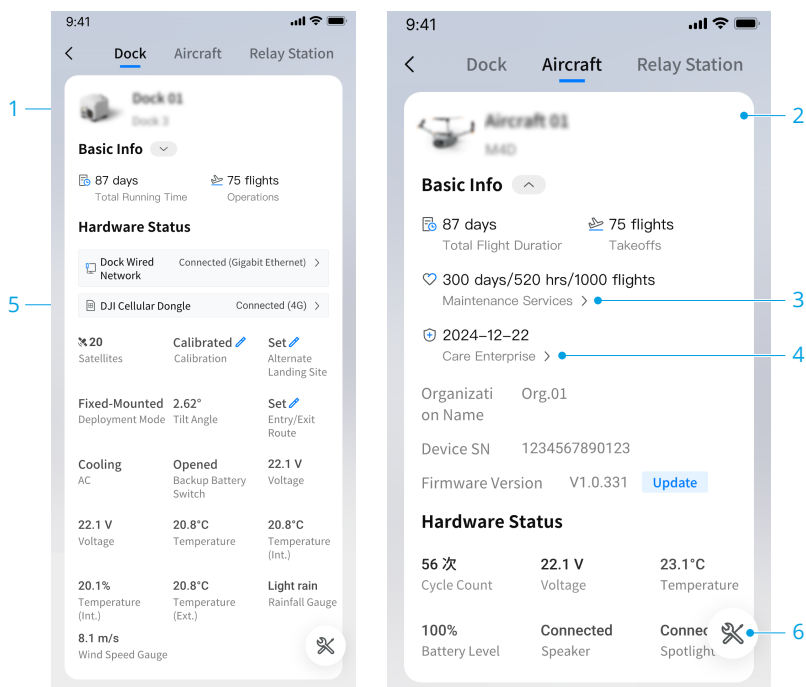 9:41
Dock Aircraft Relay Station
1
Dock 01
Dock 3
Basic Info
87 days 75 flights
Total Running Time Operations
Hardware Status
Dock Wired
Network
Connected (Gigabit Ethernet)
5
DJI Cellular Dongle Connected (4G)
20 Calibrated Set
Satellites Calibration Alternate
Landing Site
Fixed-Mounted 2.62° Set
Deployment Mode Tilt Angle Entry/Exit
Route
Cooling Opened 22.1 V
AC Backup Battery Voltage
Switch
22.1 V 20.8°C 20.8°C
Voltage Temperature Temperature
(Int.)
20.1% 20.8°C Light rain
Temperature Temperature Rainfall Gauge
(Int.) (Ext.)
8.1 m/s
Wind Speed Gauge
9:41
Dock Aircraft Relay Station
2
Aircraft 01
M4D
Basic Info
87 days 75 flights
Total Flight Duratior Takeoffs
300 days/520 hrs/1000 flights
Maintenance Services
3
2024-12-22
Care Enterprise
4
Organizati
on Name
Org.01
Device SN 1234567890123
Firmware Version V1.0.331 Update
Hardware Status
56 次 22.1 V 23.1°C
Cycle Count Voltage Temperature
100% Connected Connec
6
Battery Level Speaker Spotlight